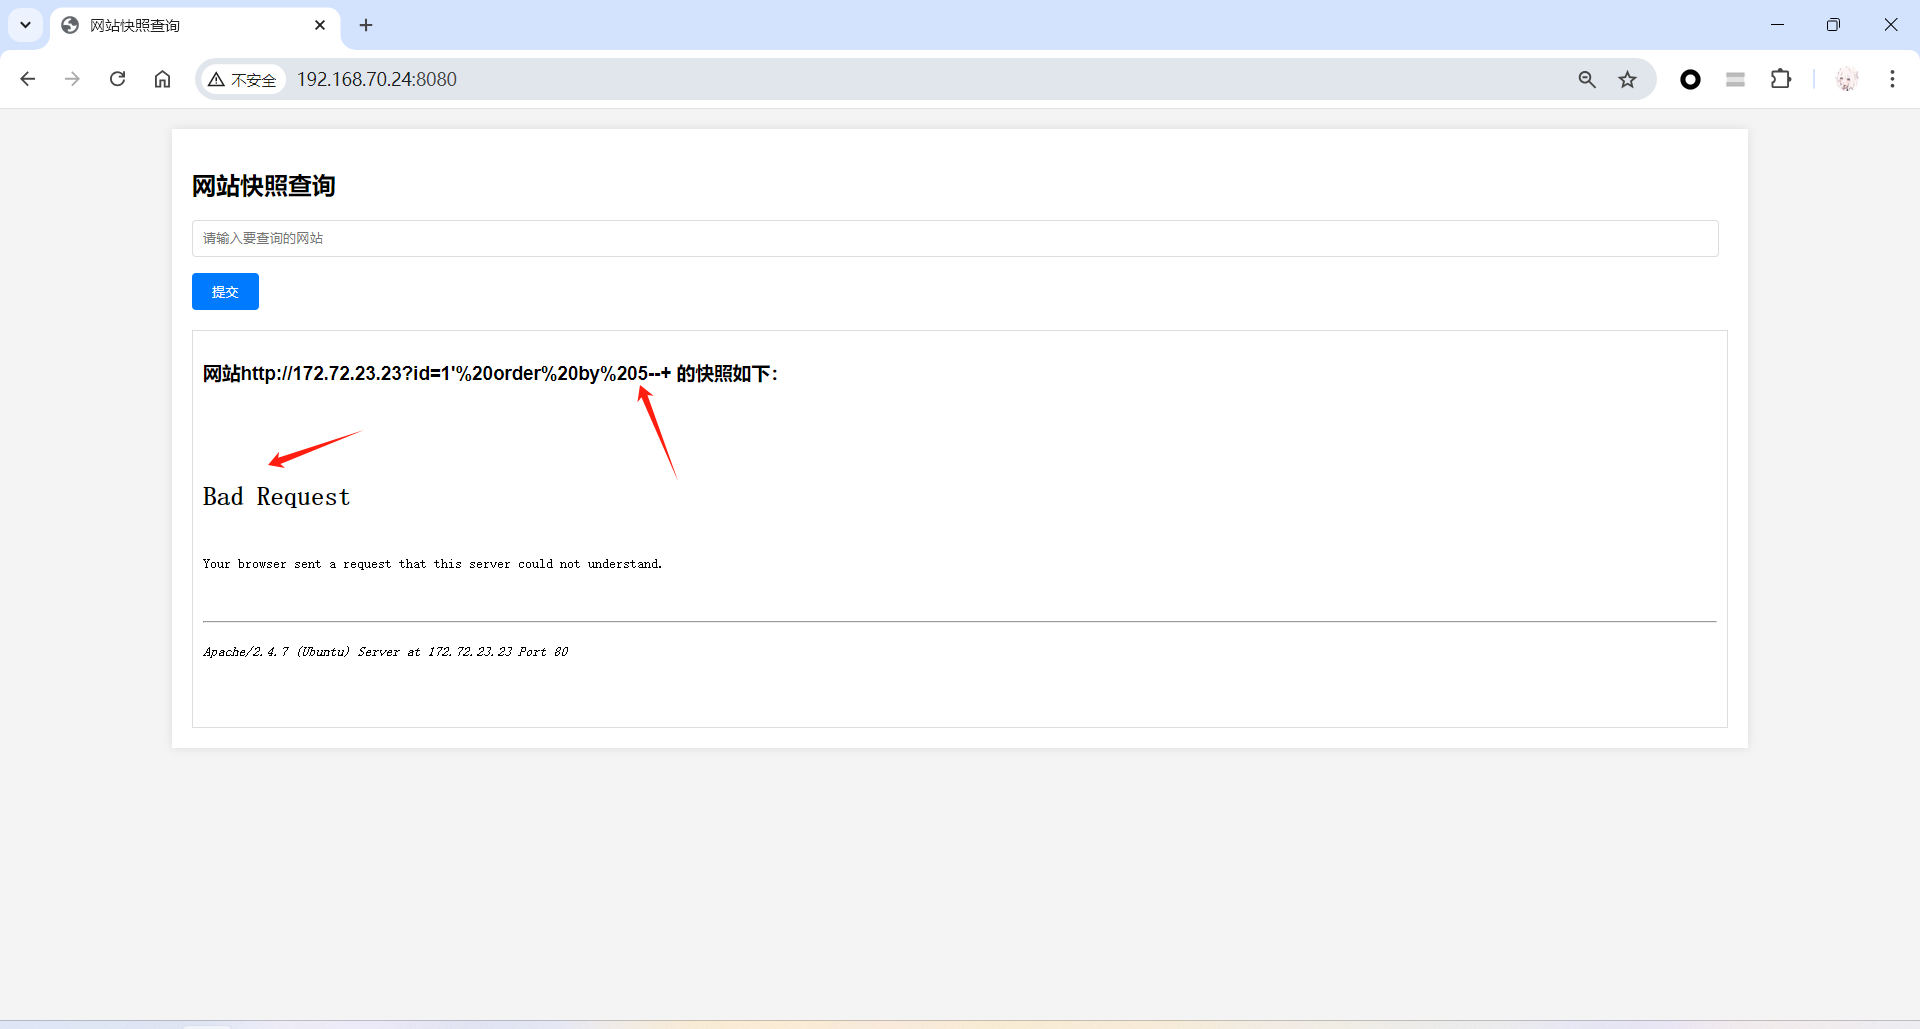 网站快照查询
不安全 192.168.70.24:8080
网站快照查询
请输入要查询的网站
提交
网站http://172.72.23.23?id=1'%20order%20by%205--+ 的快照如下：
Bad Request
Your browser sent a request that this server could not understand.
Apache/2.4.7 (Ubuntu) Server at 172.72.23.23 Port 80